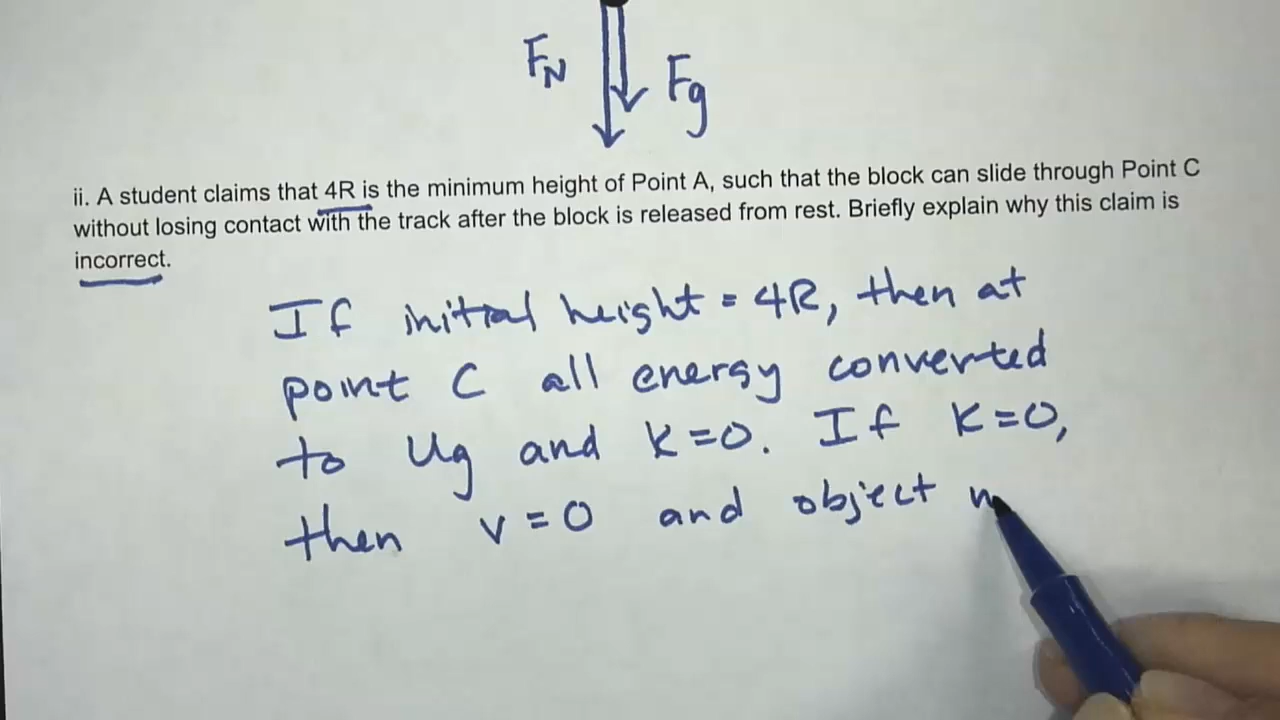 FN Fg
ii. A student claims that 4R is the minimum height of Point A, such that the block can slide through Point C
without losing contact with the track after the block is released from rest. Briefly explain why this claim is
incorrect.
If initial height = 4R, then at
point C all energy converted
to Ug and K=0. If K=0,
then v=0 and object